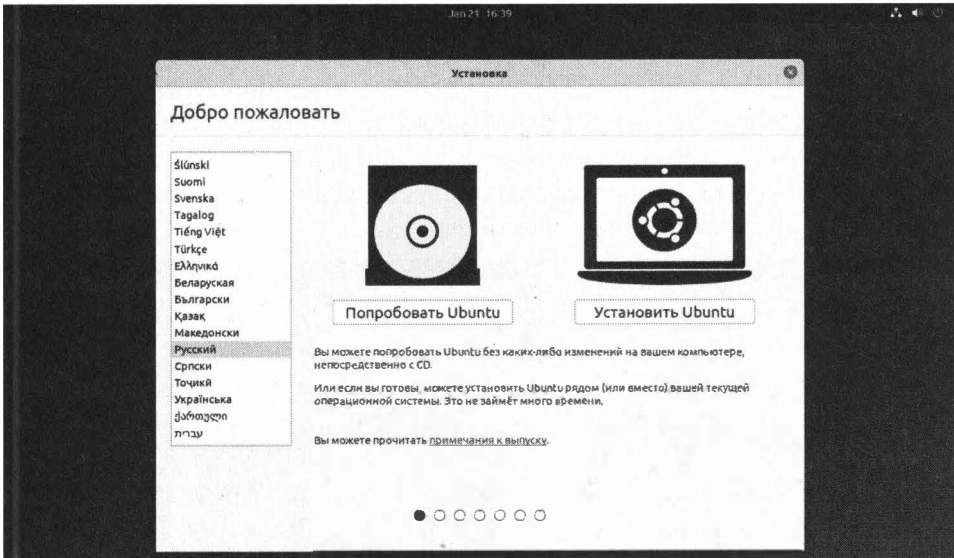 Jan 21 16:39
Установка
Добро пожаловать
Ślůnski
Suomi
Svenska
Tagalog
Tiếng Việt
Türkçe
Ελληνικά
Беларуская
Български
Қазақ
Македонски
Русский
Српски
Тоҷикӣ
Українська
ქართული
עברית
Попробовать Ubuntu
Установить Ubuntu
Вы можете попробовать Ubuntu без каких-либо изменений на вашем компьютере,
непосредственно с CD.
Или если вы готовы, можете установить Ubuntu рядом (или вместо) вашей текущей
операционной системы. Это не займёт много времени.
Вы можете прочитать примечания к выпуску.